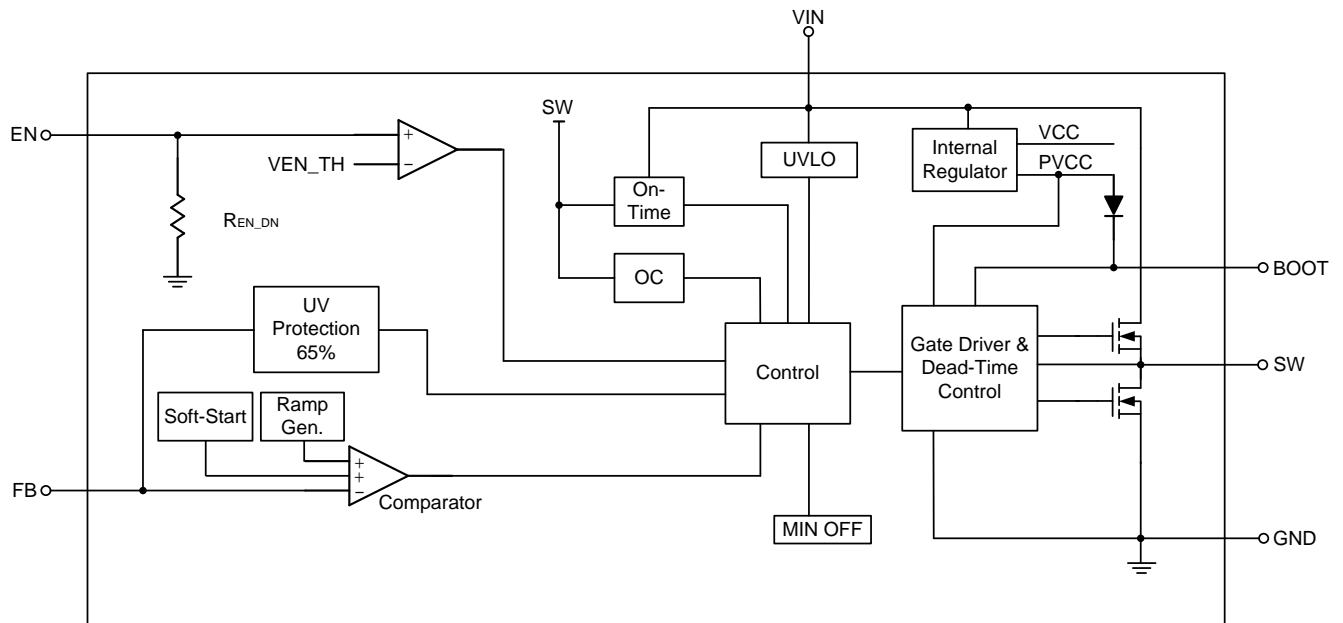 VIN
SW
EN
+
−
VEN_TH
UVLO
Internal
Regulator
VCC
PVCC
On-
Time
REN_DN
OC
BOOT
UV
Protection
65%
Control
Gate Driver &
Dead-Time
Control
SW
Soft-Start
Ramp
Gen.
+
+
−
FB
Comparator
MIN OFF
GND